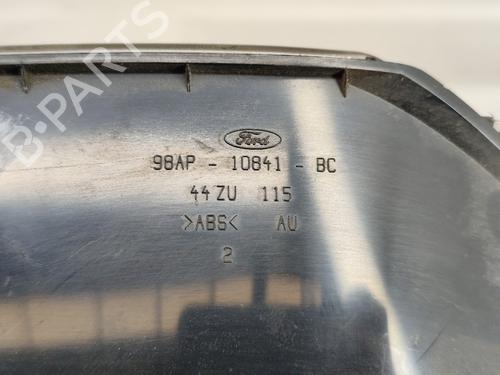 B-PARTS
Ford
98AP - 10841 - BC
44ZU 115
>ABS< AU
2